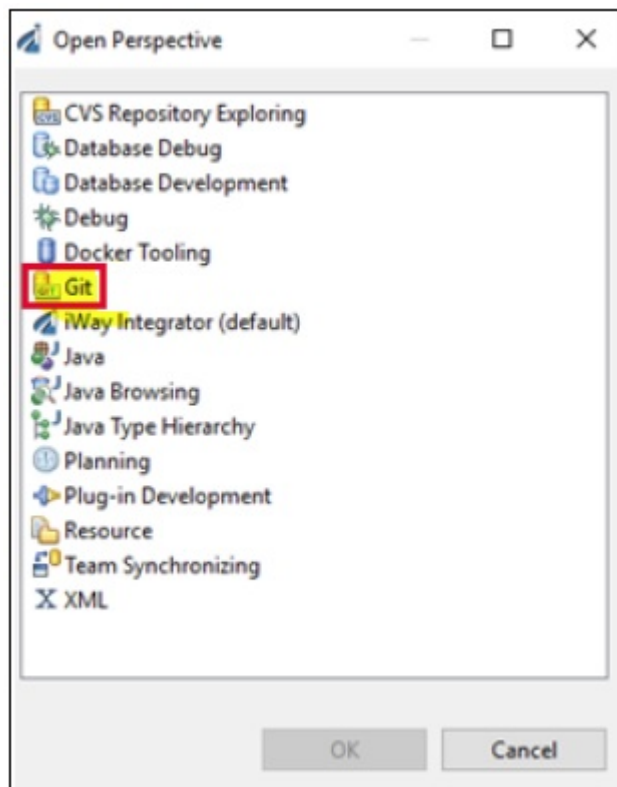 Open Perspective
CVS Repository Exploring
Database Debug
Database Development
Debug
Docker Tooling
Git
iWay Integrator (default)
Java
Java Browsing
Java Type Hierarchy
Planning
Plug-in Development
Resource
Team Synchronizing
XML
OK
Cancel